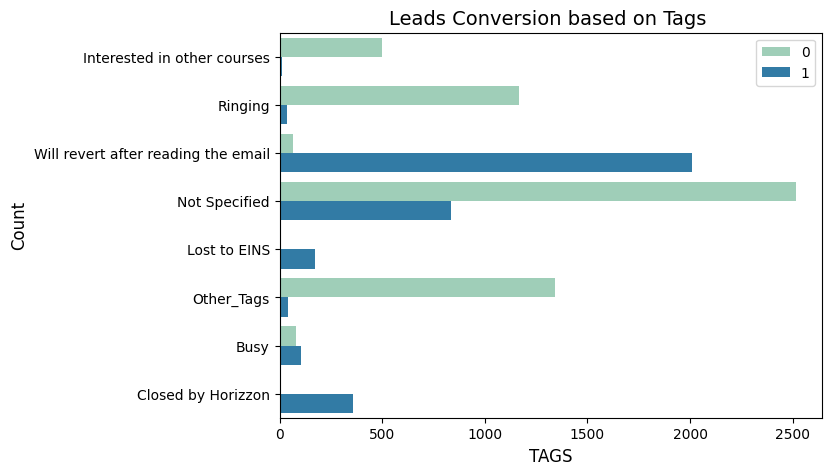 Leads Conversion based on Tags
0
1
Interested in other courses
Ringing
Will revert after reading the email
Not Specified
Lost to EINS
Other_Tags
Busy
Closed by Horizzon
Count
0
500
1000
1500
2000
2500
TAGS